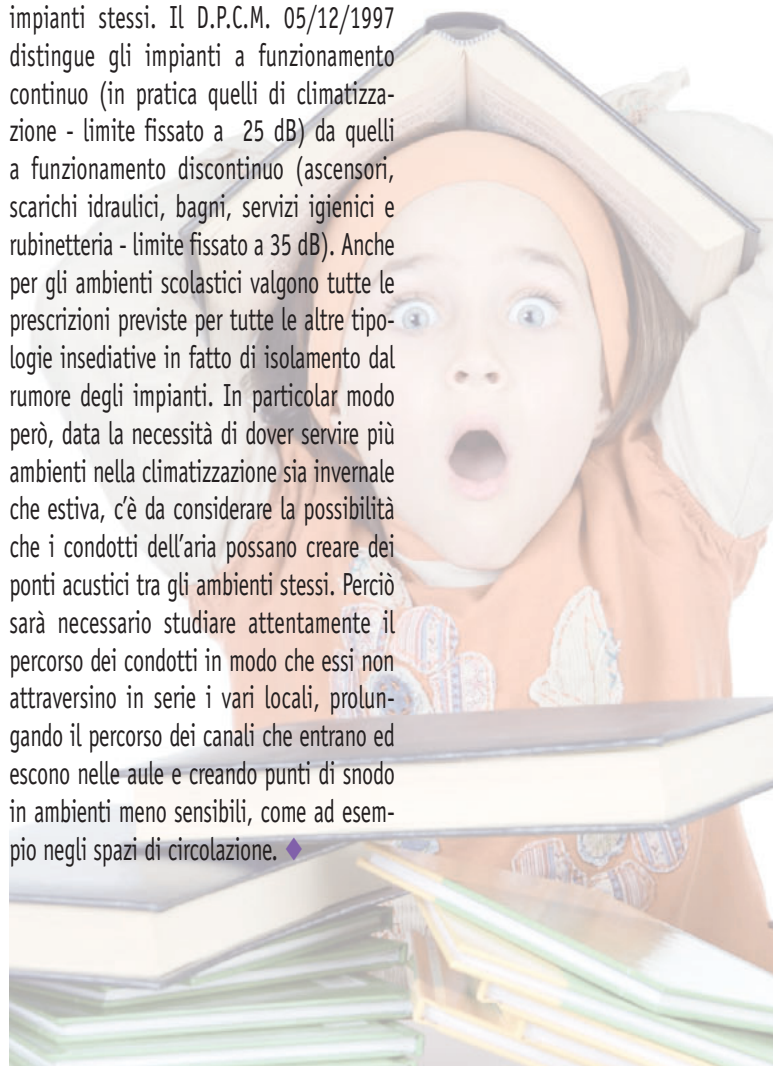 impianti stessi. Il D.P.C.M. 05/12/1997
distingue gli impianti a funzionamento
continuo (in pratica quelli di climatizza-
zione - limite fissato a 25 dB) da quelli
a funzionamento discontinuo (ascensori,
scarichi idraulici, bagni, servizi igienici e
rubinetteria - limite fissato a 35 dB). Anche
per gli ambienti scolastici valgono tutte le
prescrizioni previste per tutte le altre tipo-
logie insediative in fatto di isolamento dal
rumore degli impianti. In particolar modo
però, data la necessità di dover servire più
ambienti nella climatizzazione sia invernale
che estiva, c'è da considerare la possibilità
che i condotti dell'aria possano creare dei
ponti acustici tra gli ambienti stessi. Perciò
sarà necessario studiare attentamente il
percorso dei condotti in modo che essi non
attraversino in serie i vari locali, prolun-
gando il percorso dei canali che entrano ed
escono nelle aule e creando punti di snodo
in ambienti meno sensibili, come ad esem-
pio negli spazi di circolazione. ◆